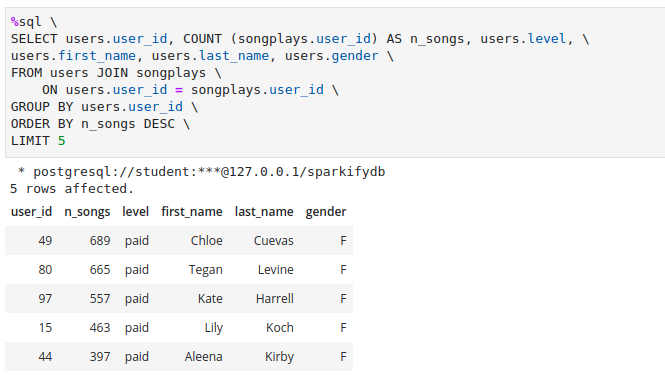 %sql \
SELECT users.user_id, COUNT (songplays.user_id) AS n_songs, users.level, \
users.first_name, users.last_name, users.gender \
FROM users JOIN songplays \
    ON users.user_id = songplays.user_id \
GROUP BY users.user_id \
ORDER BY n_songs DESC \
LIMIT 5
 * postgresql://student:***@127.0.0.1/sparkifydb
5 rows affected.
user_id n_songs level first_name last_name gender
49 689 paid Chloe Cuevas F
80 665 paid Tegan Levine F
97 557 paid Kate Harrell F
15 463 paid Lily Koch F
44 397 paid Aleena Kirby F